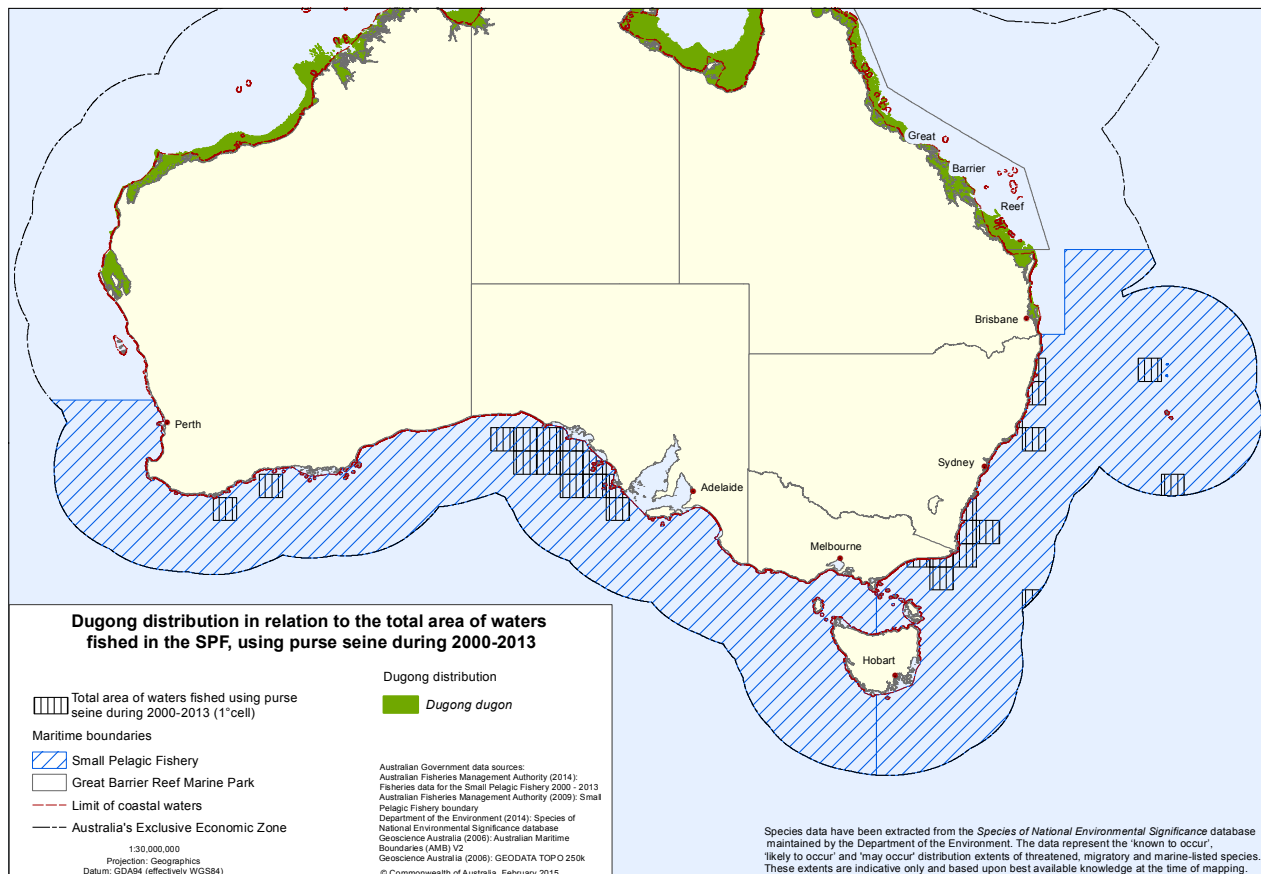 Great
Barrier
Reef
Brisbane
Perth
Sydney
Adelaide
Melbourne
Hobart
Dugong distribution in relation to the total area of waters
fished in the SPF, using purse seine during 2000-2013
Total area of waters fished using purse
seine during 2000-2013 (1°cell)
Maritime boundaries
Small Pelagic Fishery
Great Barrier Reef Marine Park
Limit of coastal waters
Australia's Exclusive Economic Zone
1:30,000,000
Projection: Geographics
Datum: GDA94 (effectively WGS84)
Dugong distribution
Dugong dugon
Australian Government data sources:
Australian Fisheries Management Authority (2014):
Fisheries data for the Small Pelagic Fishery 2000 - 2013
Australian Fisheries Management Authority (2009): Small
Pelagic Fishery boundary
Department of the Environment (2014): Species of
National Environmental Significance database
Geoscience Australia (2006): Australian Maritime
Boundaries (AMB) V2
Geoscience Australia (2006): GEODATA TOPO 250k
© Commonwealth of Australia, February 2015
Species data have been extracted from the Species of National Environmental Significance database
maintained by the Department of the Environment. The data represent the 'known to occur',
'likely to occur' and 'may occur' distribution extents of threatened, migratory and marine-listed species.
These extents are indicative only and based upon best available knowledge at the time of mapping.